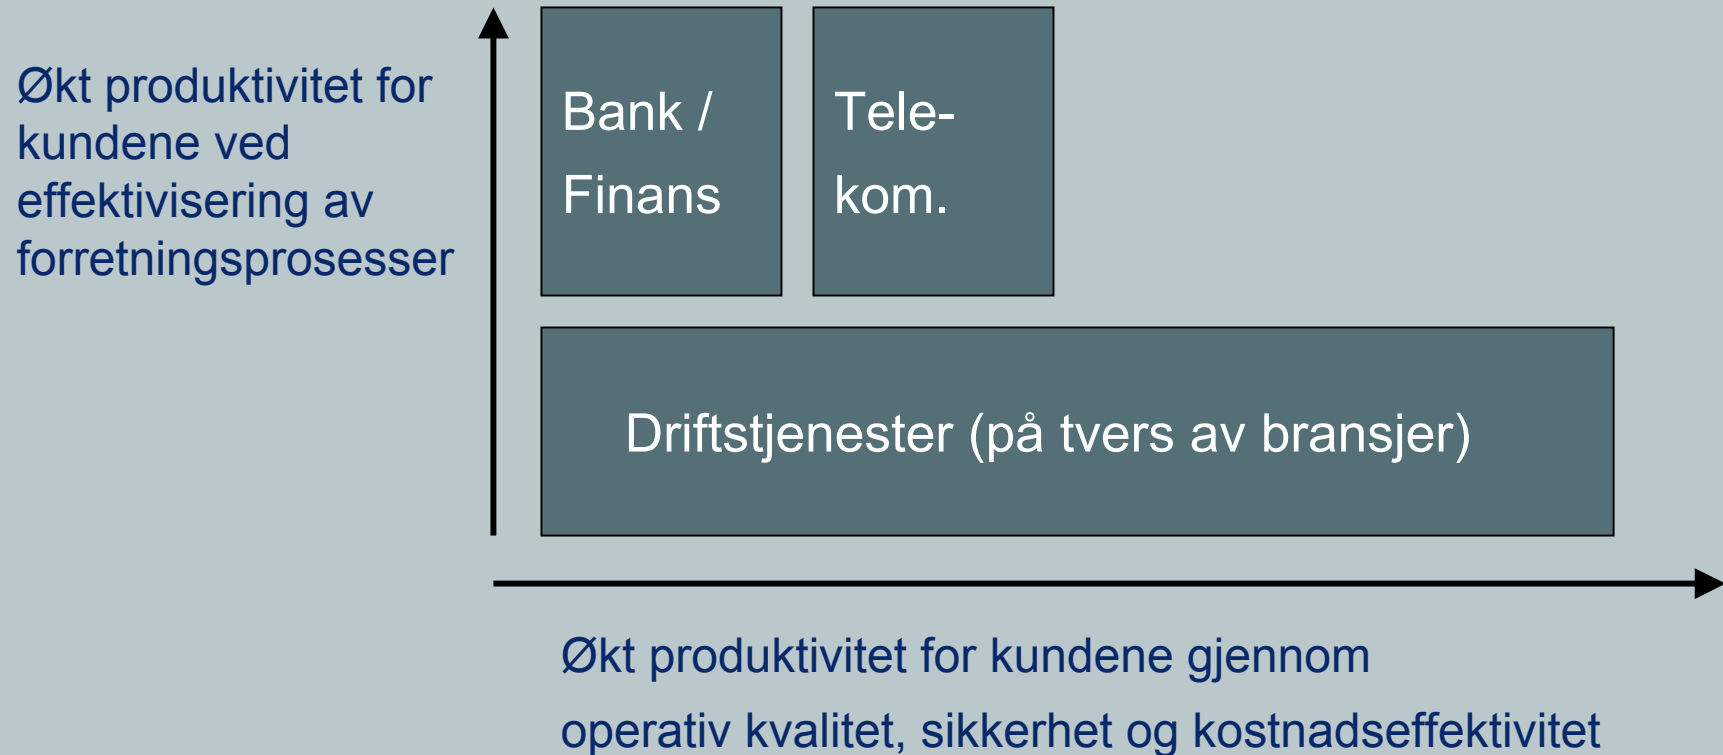 Økt produktivitet for
kundene ved
effektivisering av
forretningsprosesser
Bank /
Finans
Tele-
kom.
Driftstjenester (på tvers av bransjer)
Økt produktivitet for kundene gjennom
operativ kvalitet, sikkerhet og kostnadseffektivitet